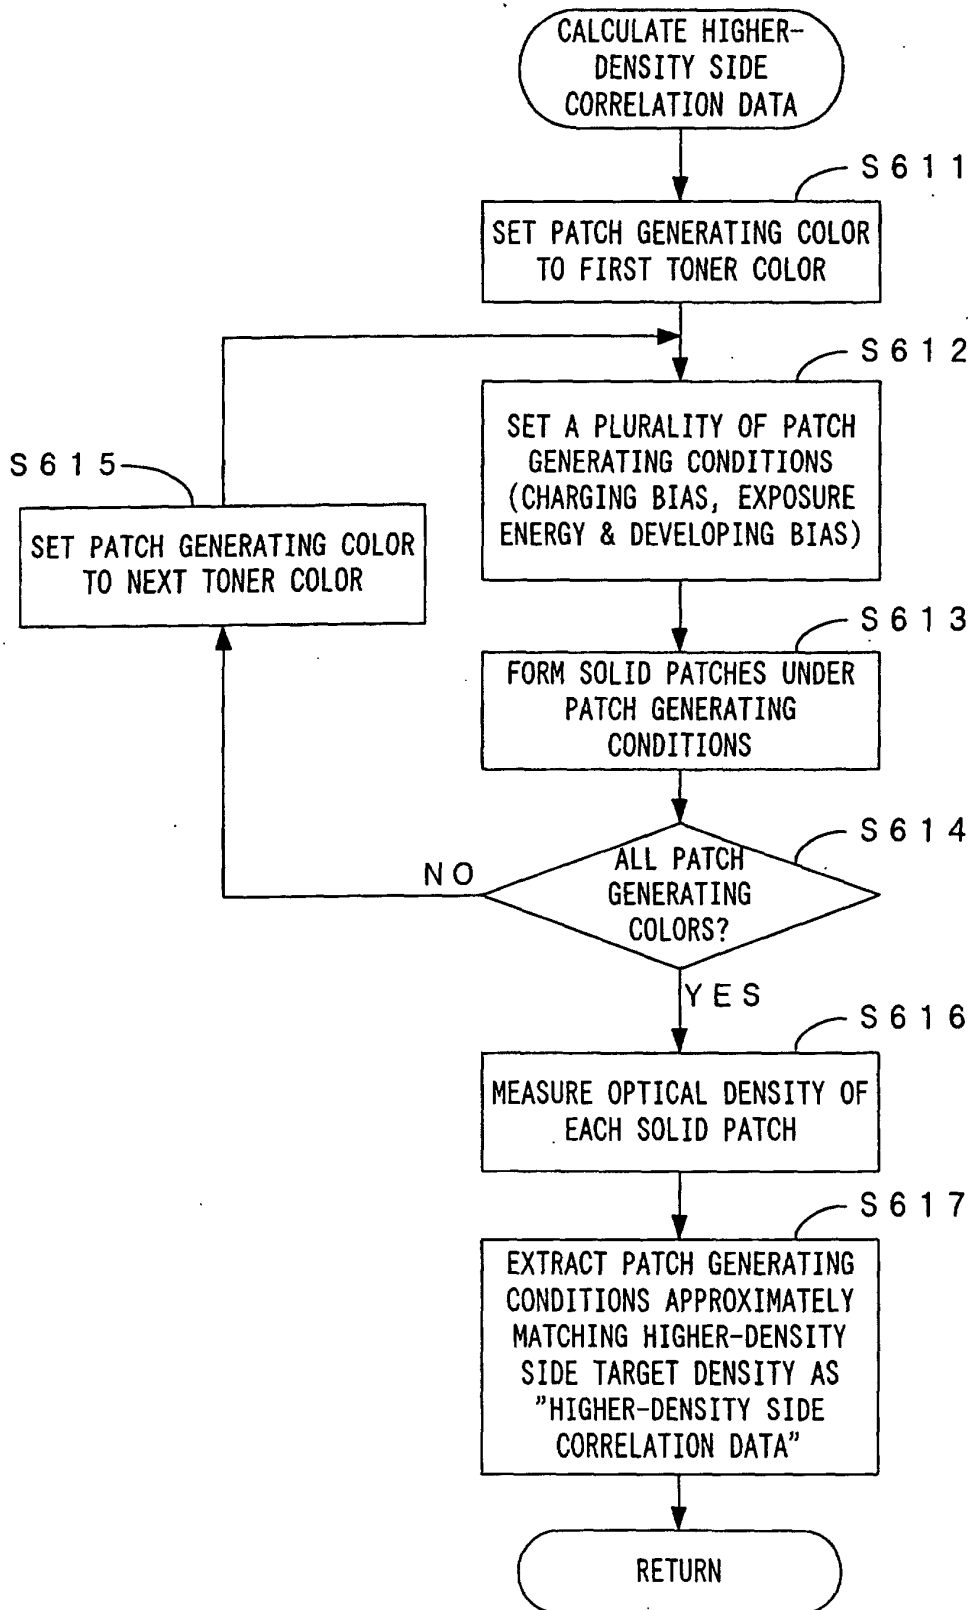 CALCULATE HIGHER-
DENSITY SIDE
CORRELATION DATA
S611
SET PATCH GENERATING COLOR
TO FIRST TONER COLOR
S612
SET A PLURALITY OF PATCH
GENERATING CONDITIONS
(CHARGING BIAS, EXPOSURE
ENERGY & DEVELOPING BIAS)
S615
SET PATCH GENERATING COLOR
TO NEXT TONER COLOR
S613
FORM SOLID PATCHES UNDER
PATCH GENERATING
CONDITIONS
S614
ALL PATCH
GENERATING
COLORS?
NO
YES
S616
MEASURE OPTICAL DENSITY OF
EACH SOLID PATCH
S617
EXTRACT PATCH GENERATING
CONDITIONS APPROXIMATELY
MATCHING HIGHER-DENSITY
SIDE TARGET DENSITY AS
"HIGHER-DENSITY SIDE
CORRELATION DATA"
RETURN